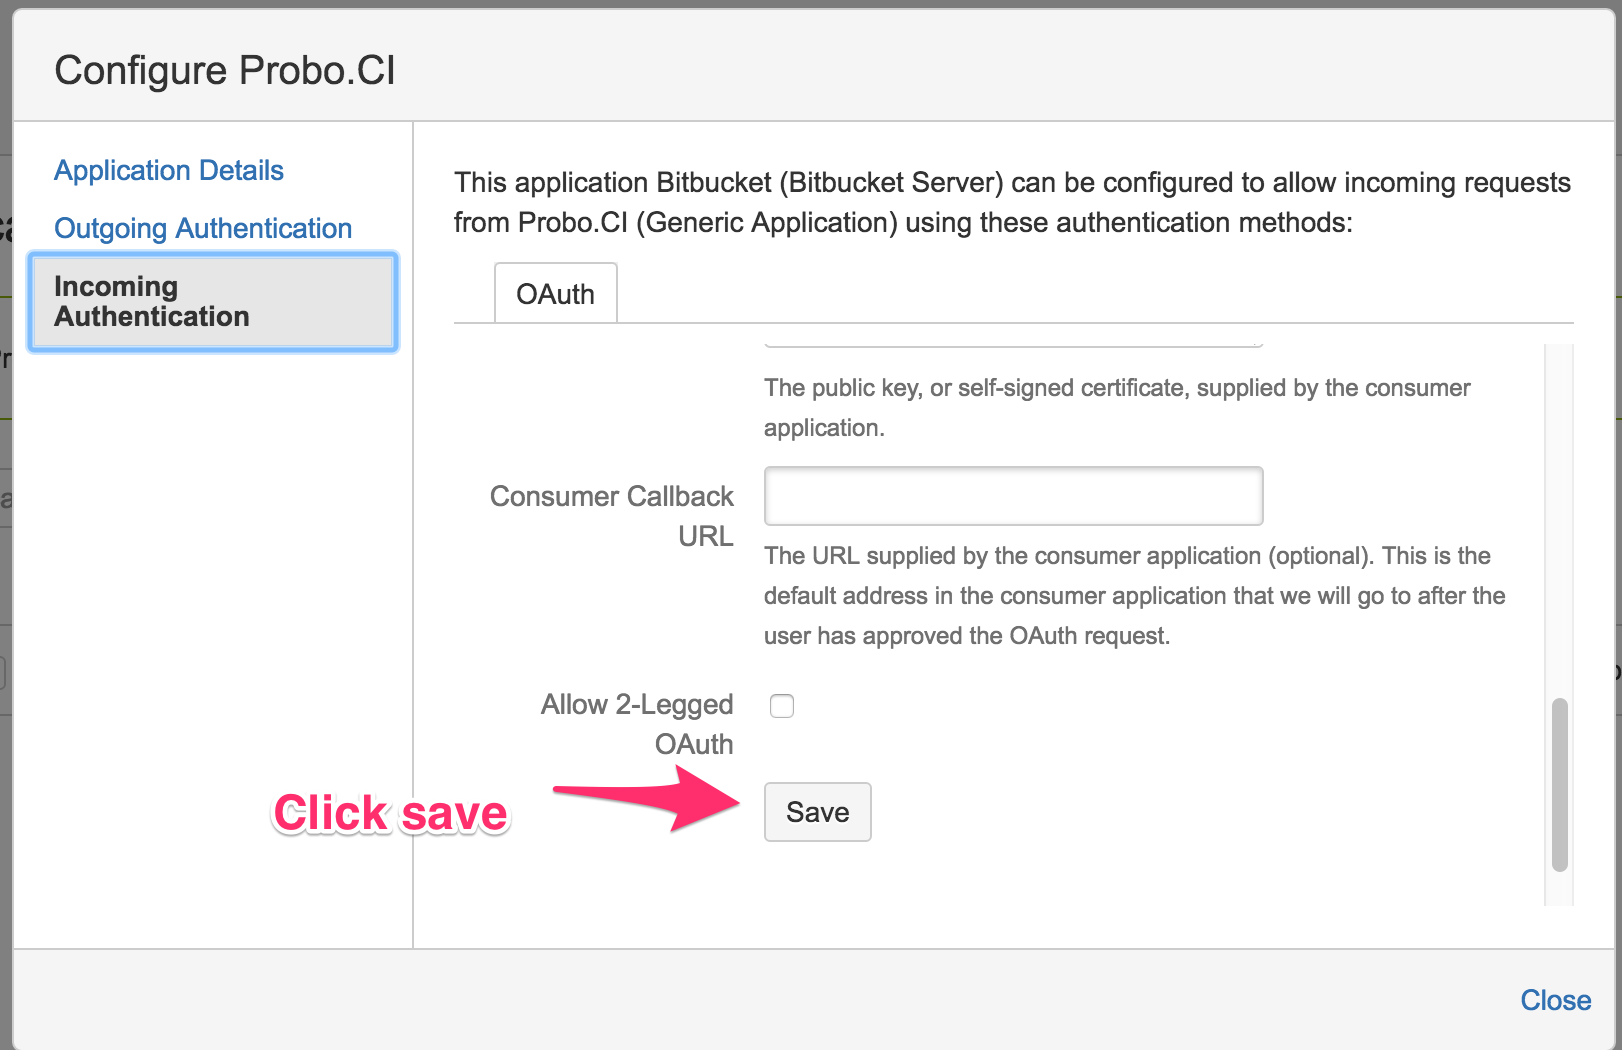 Configure Probo.CI
Application Details
Outgoing Authentication
Incoming
Authentication
This application Bitbucket (Bitbucket Server) can be configured to allow incoming requests
from Probo.CI (Generic Application) using these authentication methods:
OAuth
The public key, or self-signed certificate, supplied by the consumer
application.
Consumer Callback
URL
The URL supplied by the consumer application (optional). This is the
default address in the consumer application that we will go to after the
user has approved the OAuth request.
Allow 2-Legged
OAuth
Click save
Save
Close